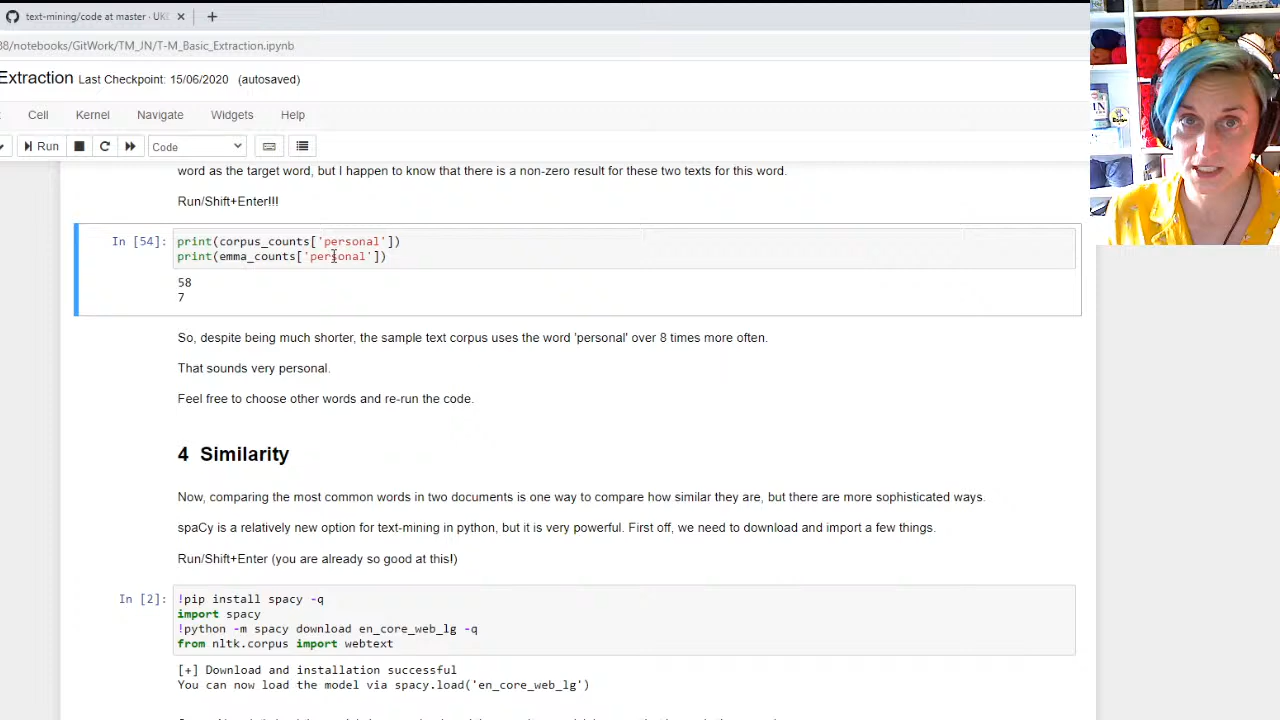 text-mining/code at master · UKD
88/notebooks/GitWork/TM_JN/T-M_Basic_Extraction.ipynb
Extraction Last Checkpoint: 15/06/2020 (autosaved)
Cell Kernel Navigate Widgets Help
Run Code
word as the target word, but I happen to know that there is a non-zero result for these two texts for this word.
Run/Shift+Enter!!!
In [54]: print(corpus_counts['personal'])
print(emma_counts['personal'])
58
7
So, despite being much shorter, the sample text corpus uses the word 'personal' over 8 times more often.
That sounds very personal.
Feel free to choose other words and re-run the code.
4 Similarity
Now, comparing the most common words in two documents is one way to compare how similar they are, but there are more sophisticated ways.
spaCy is a relatively new option for text-mining in python, but it is very powerful. First off, we need to download and import a few things.
Run/Shift+Enter (you are already so good at this!)
In [2]: !pip install spacy -q
import spacy
!python -m spacy download en_core_web_lg -q
from nltk.corpus import webtext
[+] Download and installation successful
You can now load the model via spacy.load('en_core_web_lg')